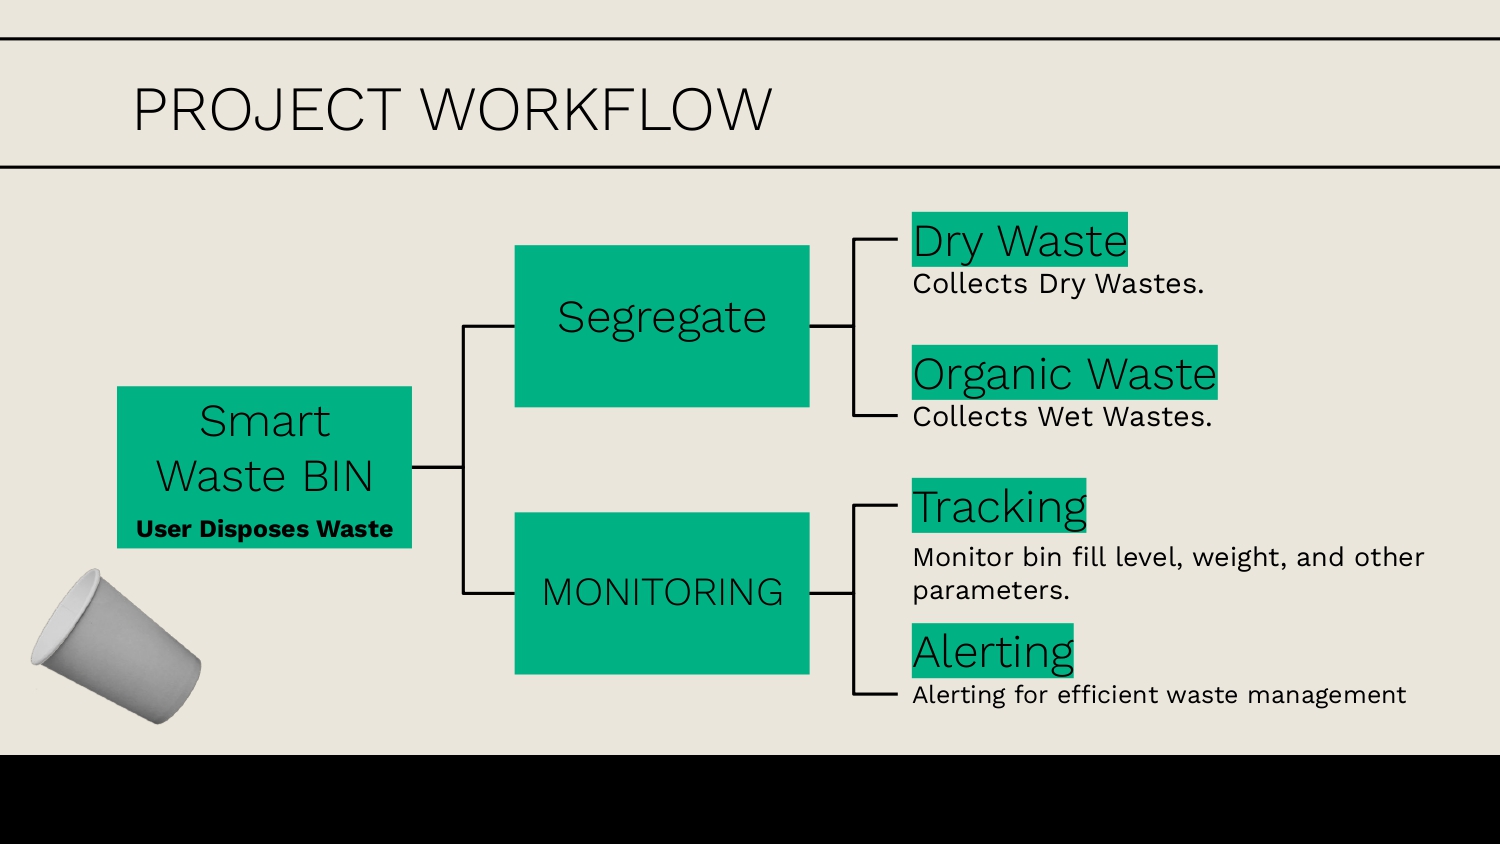 PROJECT WORKFLOW
Smart
Waste BIN
User Disposes Waste
Segregate
MONITORING
Dry Waste
Collects Dry Wastes.
Organic Waste
Collects Wet Wastes.
Tracking
Monitor bin fill level, weight, and other
parameters.
Alerting
Alerting for efficient waste management